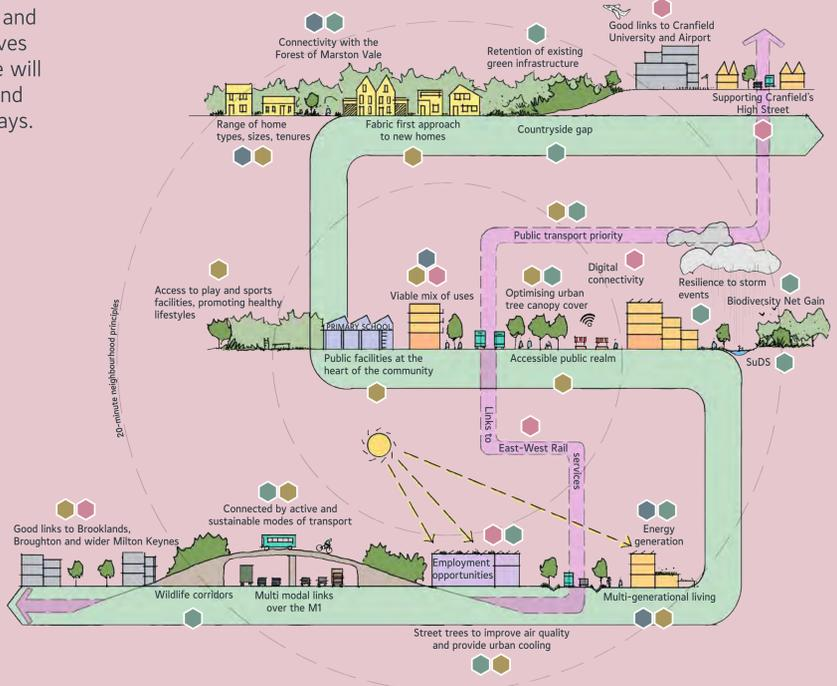 and
ves
e will
nd
ays.
Connectivity with the
Forest of Marston Vale
Retention of existing
green infrastructure
Good links to Cranfield
University and Airport
Range of home
types, sizes, tenures
Fabric first approach
to new homes
Countryside gap
Supporting Cranfield's
High Street
Public transport priority
Access to play and sports
facilities, promoting healthy
lifestyles
Viable mix of uses
Optimising urban
tree canopy cover
Digital
connectivity
Resilience to storm
events
Biodiversity Net Gain
PRIMARY SCHOOL
Public facilities at the
heart of the community
Accessible public realm
SuDS
20-minute neighbourhood principles
Links to
East-West Rail
services
Good links to Brooklands,
Broughton and wider Milton Keynes
Connected by active and
sustainable modes of transport
Employment
opportunities
Energy
generation
Wildlife corridors
Multi modal links
over the M1
Multi-generational living
Street trees to improve air quality
and provide urban cooling